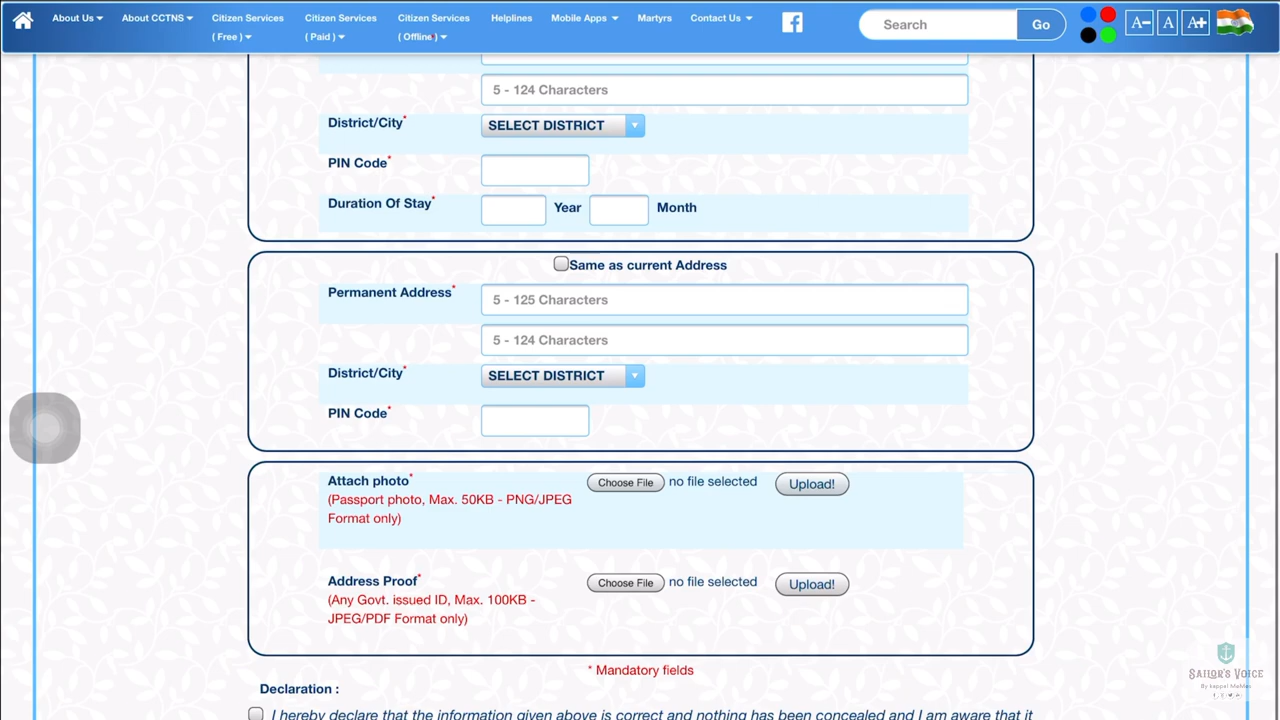 About Us
About CCTNS
Citizen Services
( Free )
Citizen Services
( Paid )
Citizen Services
( Offline )
Helplines
Mobile Apps
Martyrs
Contact Us
Search
Go
A-
A
A+
5 - 124 Characters
District/City*
SELECT DISTRICT
PIN Code*
Duration Of Stay*
Year
Month
Same as current Address
Permanent Address*
5 - 125 Characters
5 - 124 Characters
District/City*
SELECT DISTRICT
PIN Code*
Attach photo*
(Passport photo, Max. 50KB - PNG/JPEG
Format only)
Choose File
no file selected
Upload!
Address Proof*
(Any Govt. issued ID, Max. 100KB -
JPEG/PDF Format only)
Choose File
no file selected
Upload!
* Mandatory fields
Declaration :
I hereby declare that the information given above is correct and nothing has been concealed and I am aware that it
SAILOR'S VOICE